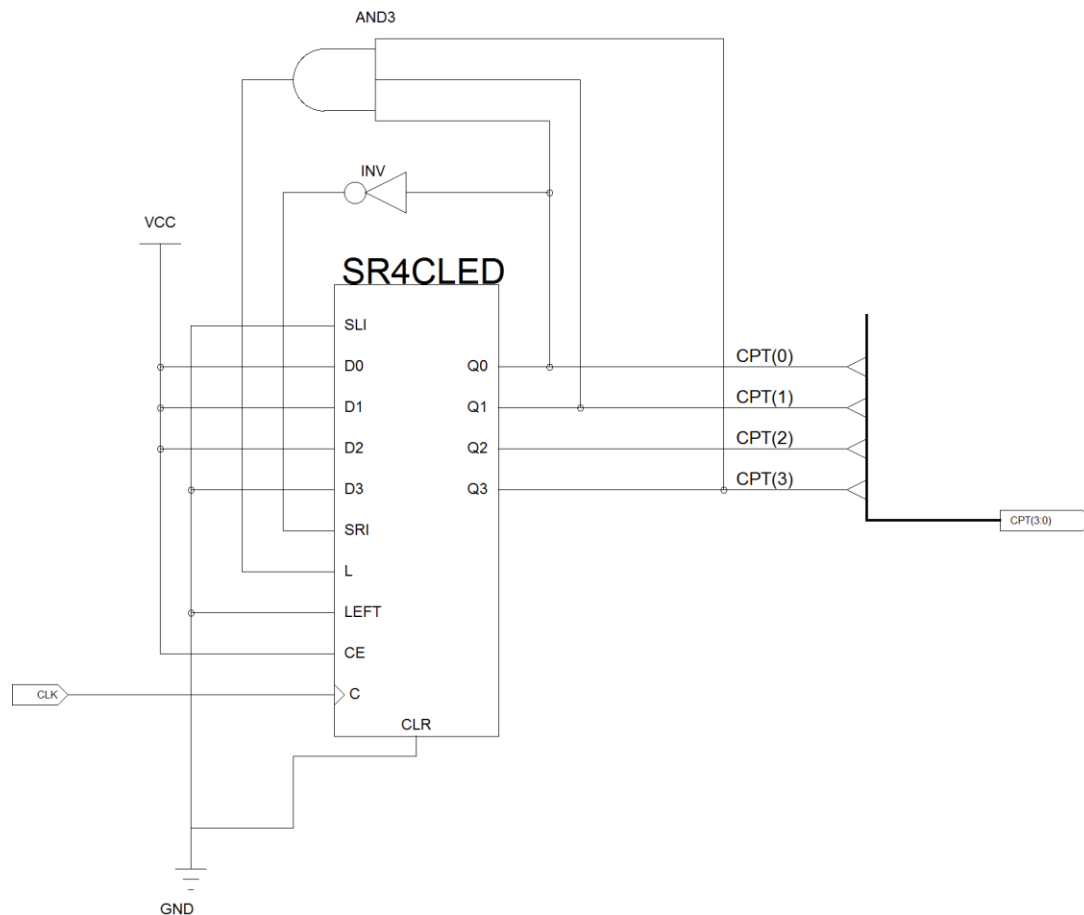 AND3
INV
VCC
SR4CLED
SLI
D0 Q0 CPT(0)
D1 Q1 CPT(1)
D2 Q2 CPT(2)
D3 Q3 CPT(3)
SRI CPT(3:0)
L
LEFT
CE
CLK C
CLR
GND